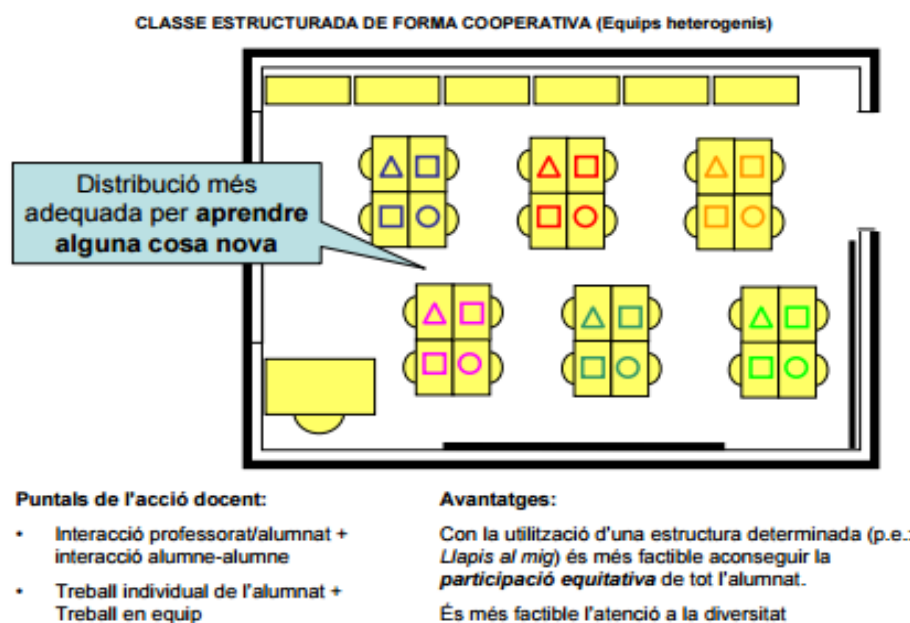 CLASSE ESTRUCTURADA DE FORMA COOPERATIVA (Equips heterogenis)
Distribució més
adequada per aprendre
alguna cosa nova
Puntals de l'acció docent:
• Interacció professorat/alumnat +
interacció alumne-alumne
• Treball individual de l'alumnat +
Treball en equip
Avantatges:
Con la utilització d'una estructura determinada (p.e.:
Llapis al mig) és més factible aconseguir la
participació equitativa de tot l'alumnat.
És més factible l'atenció a la diversitat